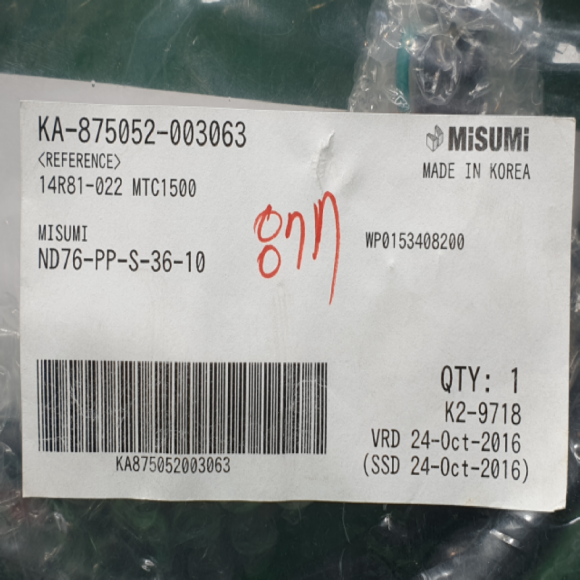 KA-875052-003063
MiSUMi
<REFERENCE>
MADE IN KOREA
14R81-022 MTC1500
MISUMI
WP0153408200
ND76-PP-S-36-10
QTY: 1
K2-9718
VRD 24-Oct-2016
(SSD 24-Oct-2016)
KA875052003063